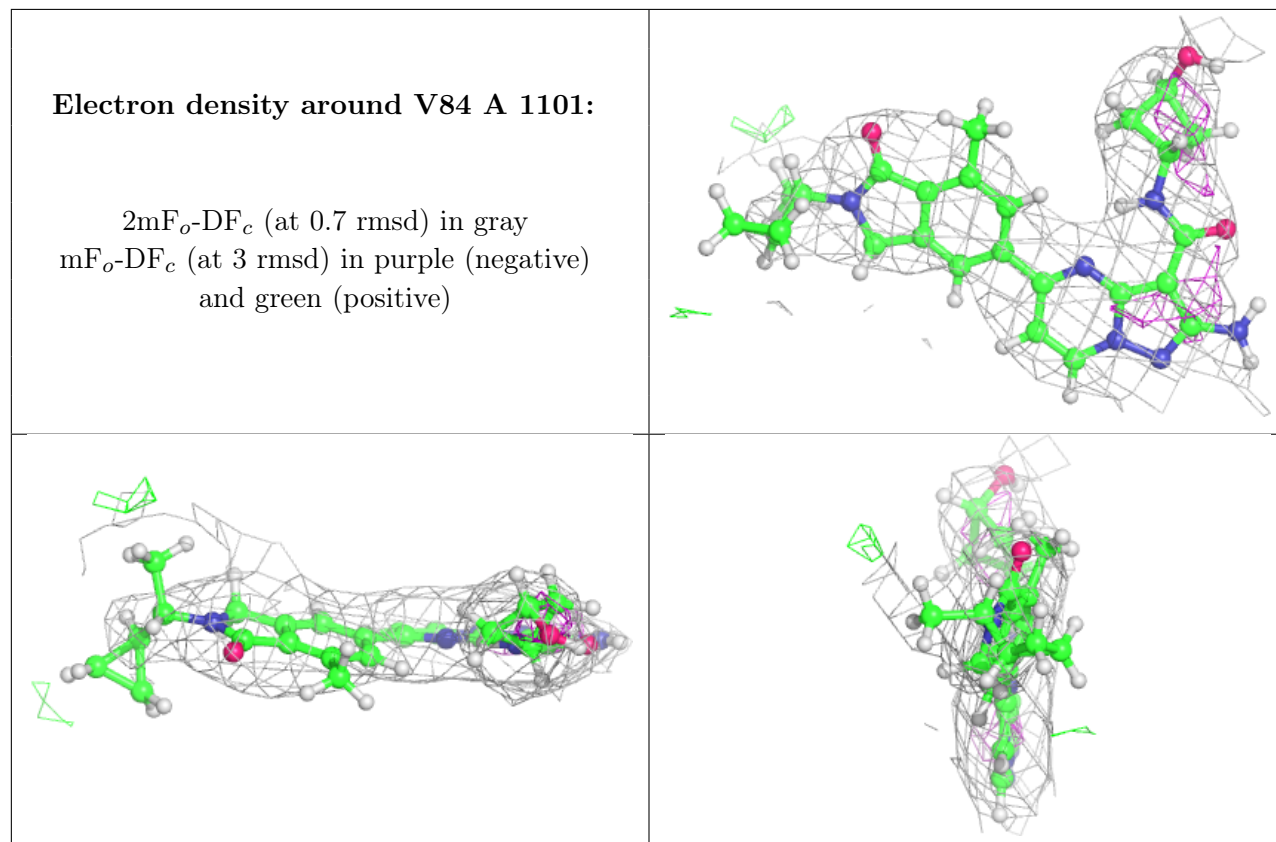 Electron density around V84 A 1101:
2mFₒ-DF𝒸 (at 0.7 rmsd) in gray
mFₒ-DF𝒸 (at 3 rmsd) in purple (negative)
and green (positive)